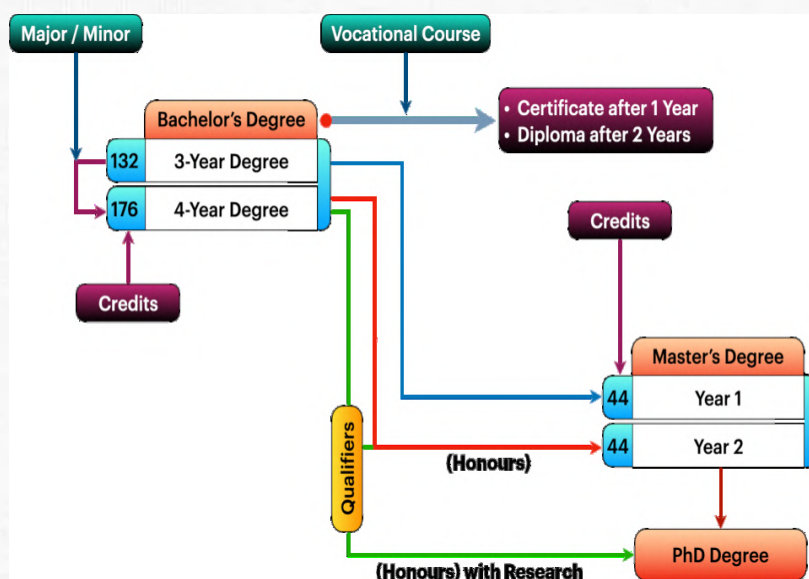 Major / Minor
Vocational Course
Bachelor's Degree
• Certificate after 1 Year
• Diploma after 2 Years
132
3-Year Degree
176
4-Year Degree
Credits
Credits
Master's Degree
44
Year 1
44
Year 2
Qualifiers
(Honours)
(Honours) with Research
PhD Degree